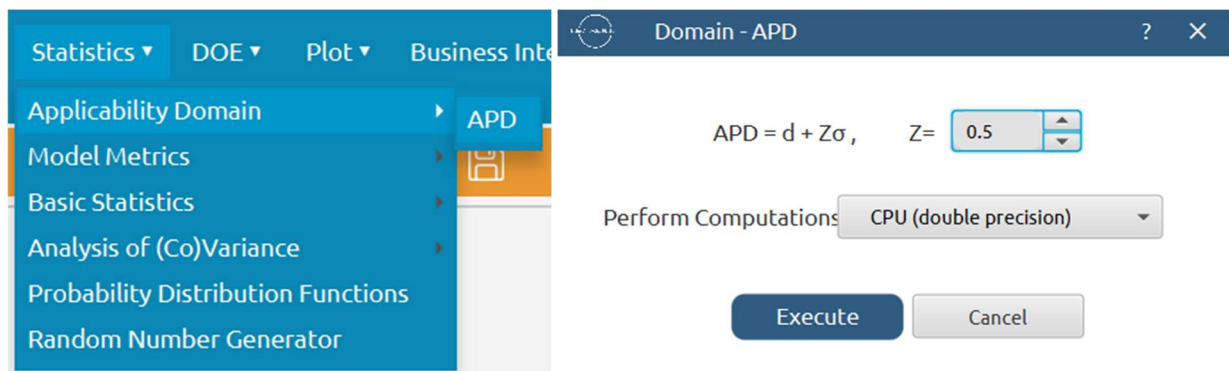 Statistics ▾ DOE ▾ Plot ▾ Business Inte
Applicability Domain
APD
Model Metrics
Basic Statistics
Analysis of (Co)Variance
Probability Distribution Functions
Random Number Generator
Domain - APD ? ×
APD = d + Zσ , Z= 0.5
Perform Computations CPU (double precision)
Execute Cancel